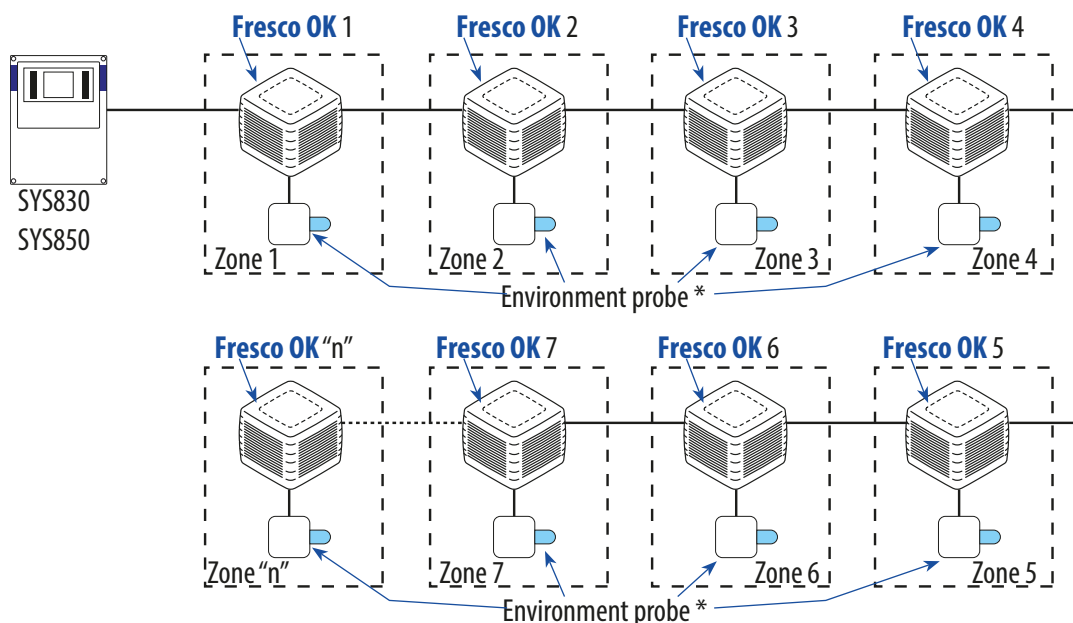 Fresco OK 1
Fresco OK 2
Fresco OK 3
Fresco OK 4
SYS830
SYS850
Zone 1
Zone 2
Zone 3
Zone 4
Environment probe *
Fresco OK “n”
Fresco OK 7
Fresco OK 6
Fresco OK 5
Zone “n”
Zone 7
Zone 6
Zone 5
Environment probe *